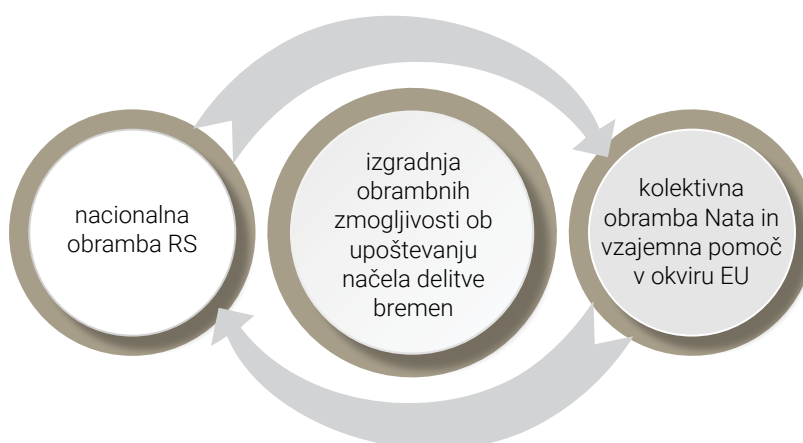 nacionalna
obramba RS
izgradnja
obrambnih
zmogljivosti ob
upoštevanju
načela delitve
bremen
kolektivna
obramba Nata in
vzajemna pomoč
v okviru EU